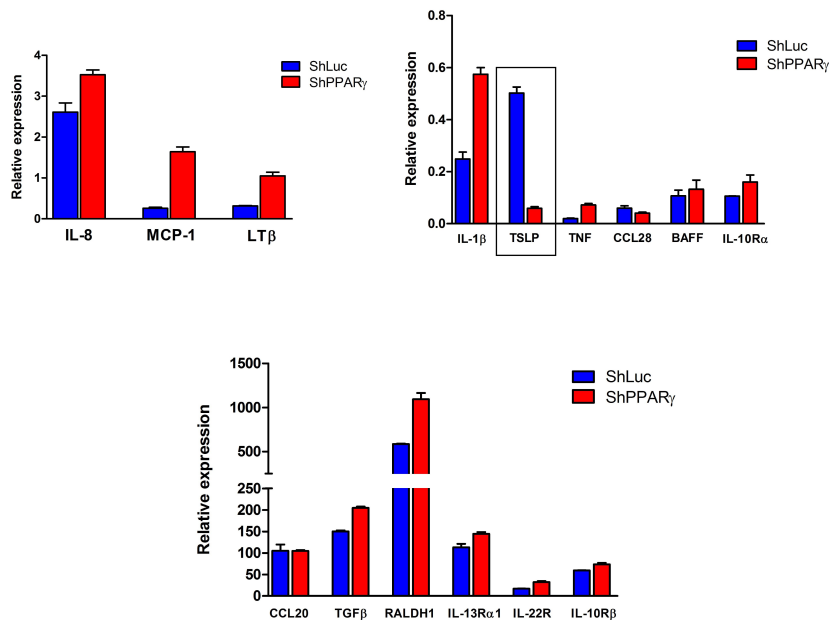 4
3
2
1
0
Relative expression
ShLuc
ShPPARγ
IL-8 MCP-1 LTβ
0.8
0.6
0.4
0.2
0.0
Relative expression
ShLuc
ShPPARγ
IL-1β TSLP TNF CCL28 BAFF IL-10Rα
1500
1000
500
250
200
150
100
50
0
Relative expression
ShLuc
ShPPARγ
CCL20 TGFβ RALDH1 IL-13Rα1 IL-22R IL-10Rβ